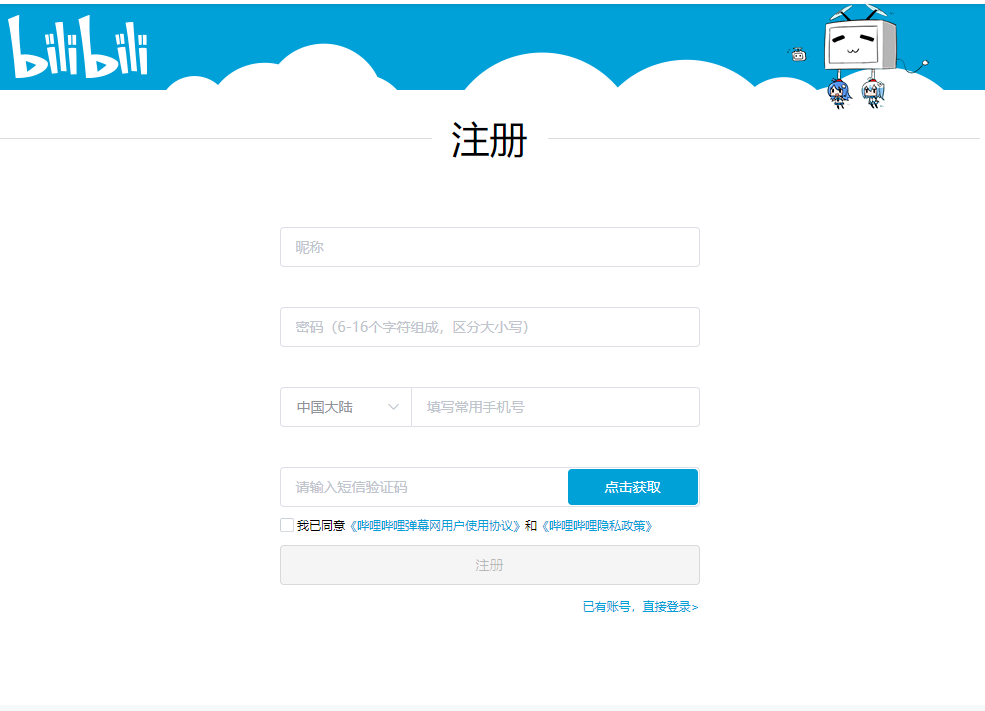 bilibili
注册
昵称
密码（6-16个字符组成，区分大小写）
中国大陆 填写常用手机号
请输入短信验证码 点击获取
我已同意《哔哩哔哩弹幕网用户使用协议》和《哔哩哔哩隐私政策》
注册
已有账号，直接登录>